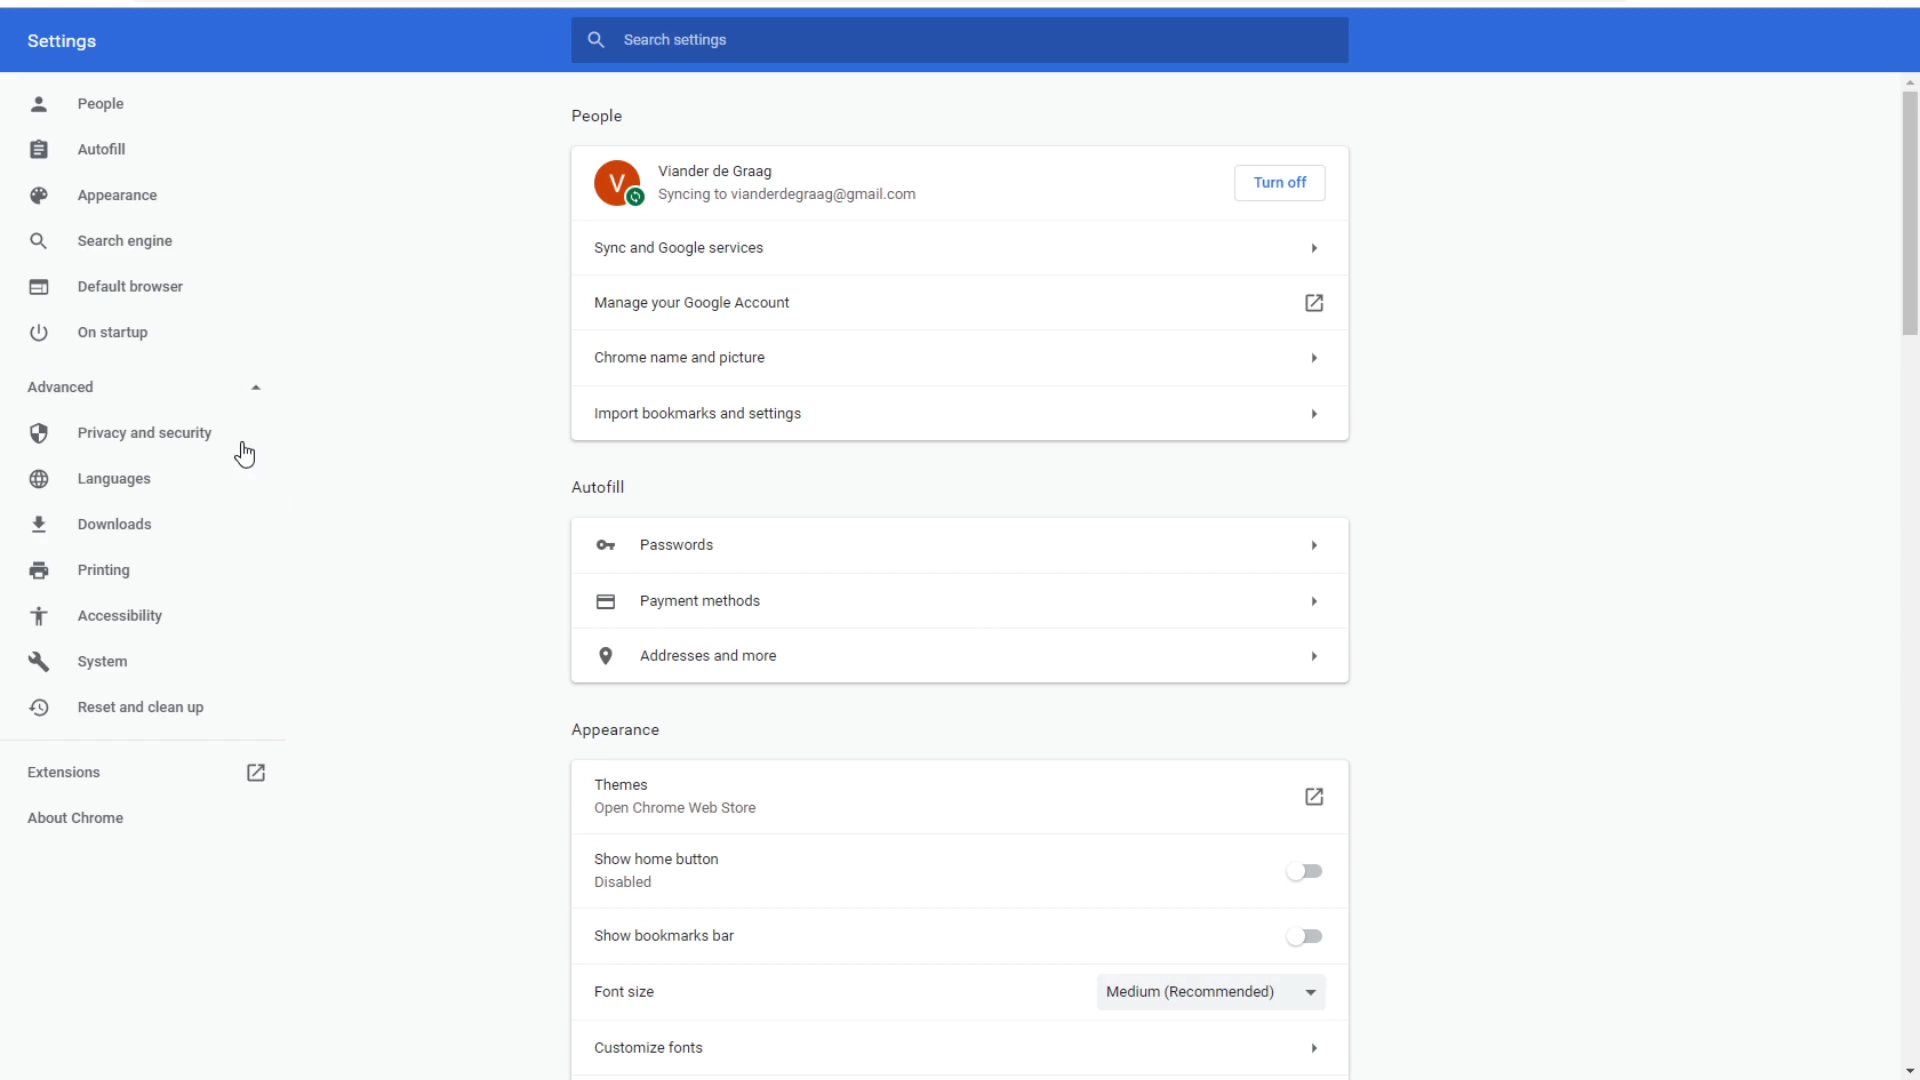 Settings
Search settings
People
Autofill
Appearance
Search engine
Default browser
On startup
Advanced
Privacy and security
Languages
Downloads
Printing
Accessibility
System
Reset and clean up
Extensions
About Chrome
People
V
Viander de Graag
Syncing to vianderdegraag@gmail.com
Turn off
Sync and Google services
Manage your Google Account
Chrome name and picture
Import bookmarks and settings
Autofill
Passwords
Payment methods
Addresses and more
Appearance
Themes
Open Chrome Web Store
Show home button
Disabled
Show bookmarks bar
Font size
Medium (Recommended)
Customize fonts